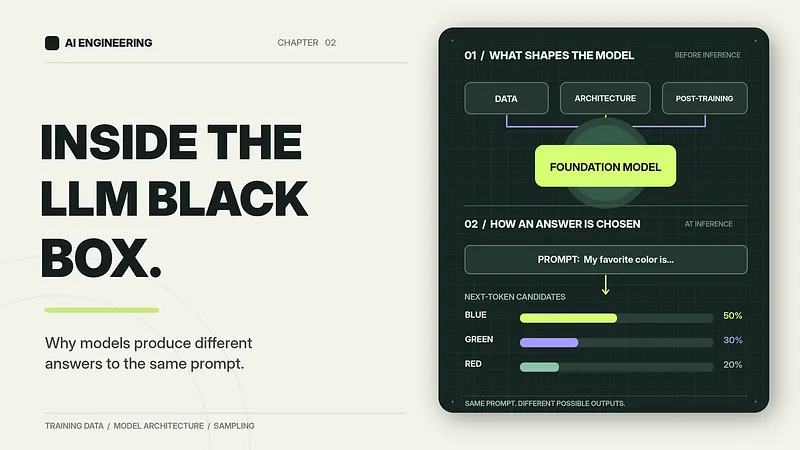 AI ENGINEERING
CHAPTER 02
INSIDE THE
LLM BLACK
BOX.
Why models produce different
answers to the same prompt.
TRAINING DATA / MODEL ARCHITECTURE / SAMPLING
01 / WHAT SHAPES THE MODEL
BEFORE INFERENCE
DATA
ARCHITECTURE
POST-TRAINING
FOUNDATION MODEL
02 / HOW AN ANSWER IS CHOSEN
AT INFERENCE
PROMPT: My favorite color is...
NEXT-TOKEN CANDIDATES
BLUE 50%
GREEN 30%
RED 20%
SAME PROMPT. DIFFERENT POSSIBLE OUTPUTS.